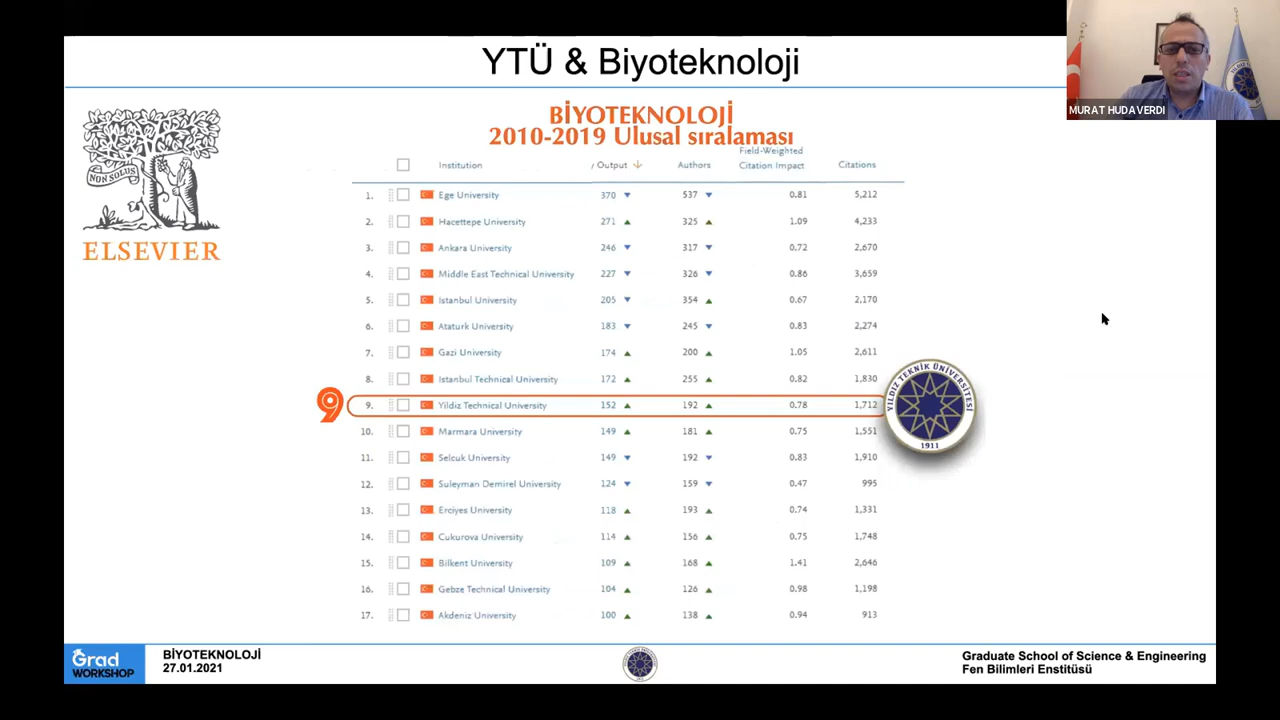 YTÜ & Biyoteknoloji
MURAT HUDAVERDI
NON SOLUS
ELSEVIER
BİYOTEKNOLOJİ
2010-2019 Ulusal sıralaması
Institution / Output Authors Field-Weighted Citation Impact Citations
1. Ege University 370 537 0.81 5,212
2. Hacettepe University 271 325 1.09 4,233
3. Ankara University 246 317 0.72 2,670
4. Middle East Technical University 227 326 0.86 3,659
5. Istanbul University 205 354 0.67 2,170
6. Ataturk University 183 245 0.83 2,274
7. Gazi University 174 200 1.05 2,611
8. Istanbul Technical University 172 255 0.82 1,830
9 9. Yildiz Technical University 152 192 0.78 1,712
YILDIZ TEKNİK ÜNİVERSİTESİ
1911
10. Marmara University 149 181 0.75 1,551
11. Selcuk University 149 192 0.83 1,910
12. Suleyman Demirel University 124 159 0.47 995
13. Erciyes University 118 193 0.74 1,331
14. Cukurova University 114 156 0.75 1,748
15. Bilkent University 109 168 1.41 2,646
16. Gebze Technical University 104 126 0.98 1,198
17. Akdeniz University 100 138 0.94 913
Grad
WORKSHOP
BİYOTEKNOLOJİ
27.01.2021
Graduate School of Science & Engineering
Fen Bilimleri Enstitüsü